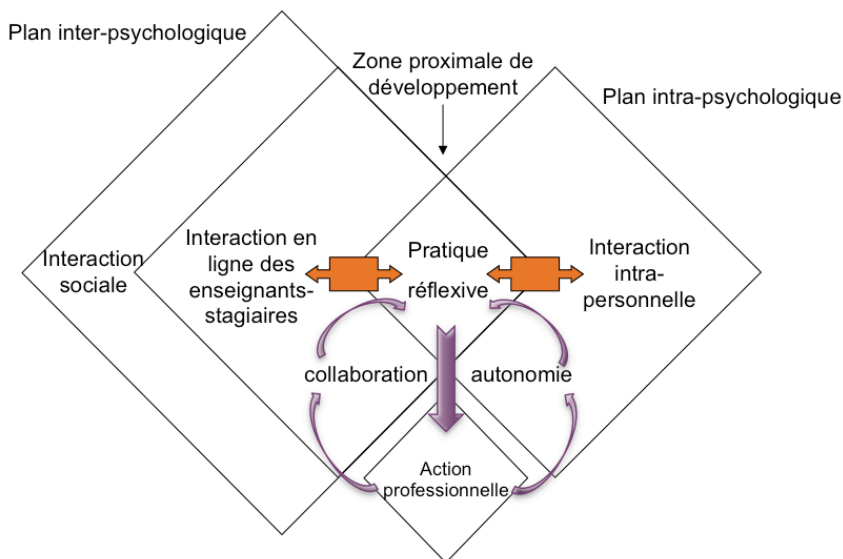 Plan inter-psychologique
Zone proximale de
développement
Plan intra-psychologique
Interaction
sociale
Interaction en
ligne des
enseignants-
stagiaires
Pratique
réflexive
Interaction
intra-
personnelle
collaboration
autonomie
Action
professionnelle